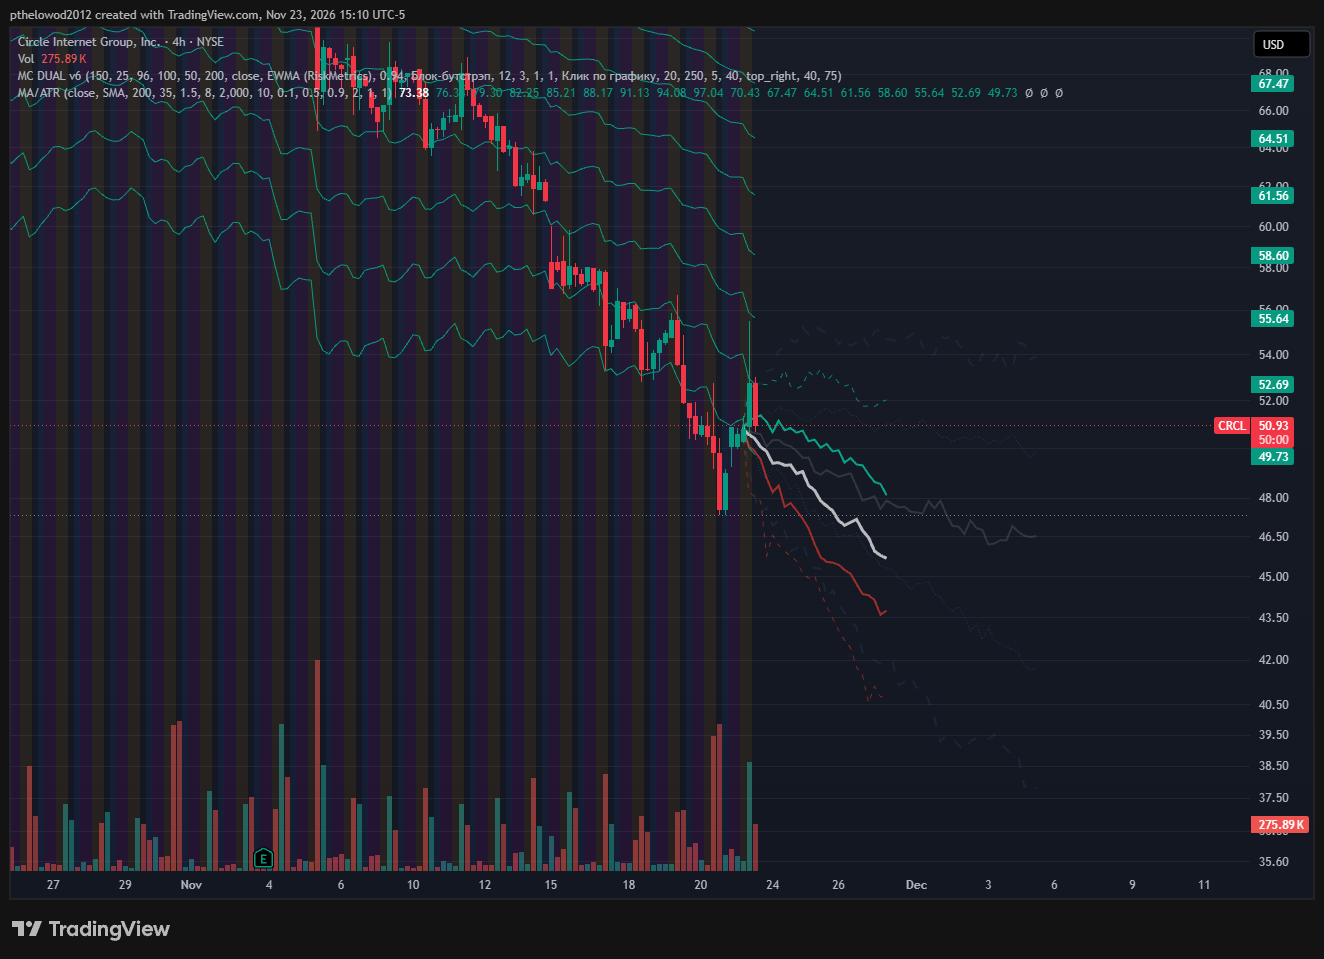 pthelowod2012 created with TradingView.com, Nov 23, 2026 15:10 UTC-5
USD
Circle Internet Group, Inc. · 4h · NYSE
Vol 275.89 K
MC DUAL v6 (150, 25, 96, 100, 50, 200, close, EWMA (RiskMetrics), 0.94, Блок-бутстрэп, 12, 3, 1, 1, Клик по графику, 20, 250, 5, 40, top_right, 40, 75)
MA/ATR (close, SMA, 200, 35, 1.5, 8, 2,000, 10, 0.1, 0.5, 0.9, 2, 1, 1) 73.38 79.30 82.25 85.21 88.17 91.13 94.08 97.04 70.43 67.47 64.51 61.56 58.60 55.64 52.69 49.73 Ø Ø Ø
68.00
67.47
66.00
64.51
64.00
62.00
61.56
60.00
58.60
58.00
56.00
55.64
54.00
52.69
52.00
CRCL 50.93
50:00
49.73
48.00
46.50
45.00
43.50
42.00
40.50
39.50
38.50
37.50
275.89 K
35.60
E
27 29 Nov 4 6 10 12 15 18 20 24 26 Dec 3 6 9 11
TradingView